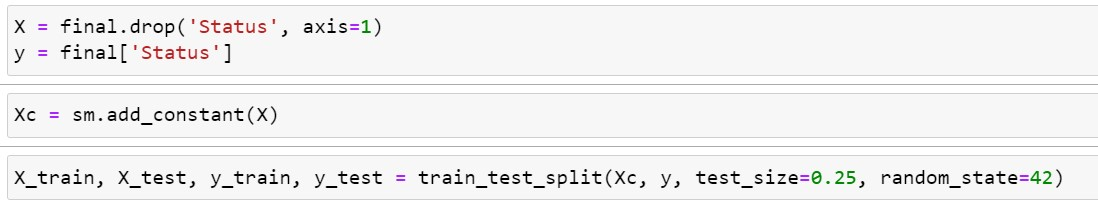 X = final.drop('Status', axis=1)
y = final['Status']
Xc = sm.add_constant(X)
X_train, X_test, y_train, y_test = train_test_split(Xc, y, test_size=0.25, random_state=42)